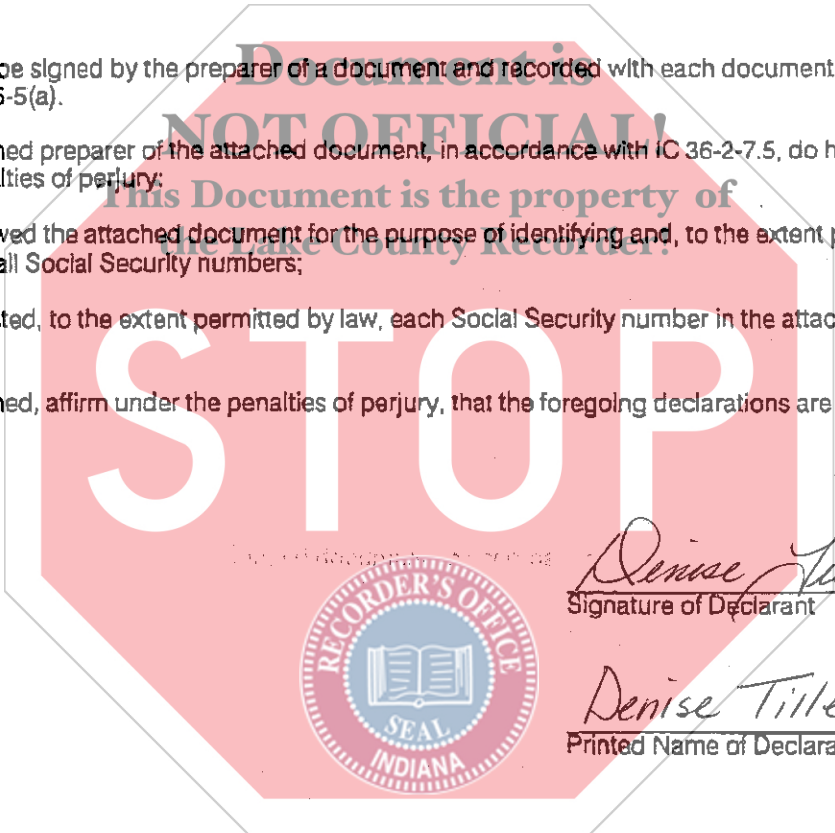 Document is
be signed by the preparer of a document and recorded with each document
6-5(a).
NOT OFFICIAL!
ned preparer of the attached document, in accordance with IC 36-2-7.5, do h
lties of perjury:
This Document is the property of
wed the attached document for the purpose of identifying and, to the extent p
the Lake County Recorder!
all Social Security numbers;
ted, to the extent permitted by law, each Social Security number in the attac
STOP
ned, affirm under the penalties of perjury, that the foregoing declarations are
Denise
Signature of Declarant
RECORDER'S OFFICE
SEAL
INDIANA
Denise Tille
Printed Name of Declara